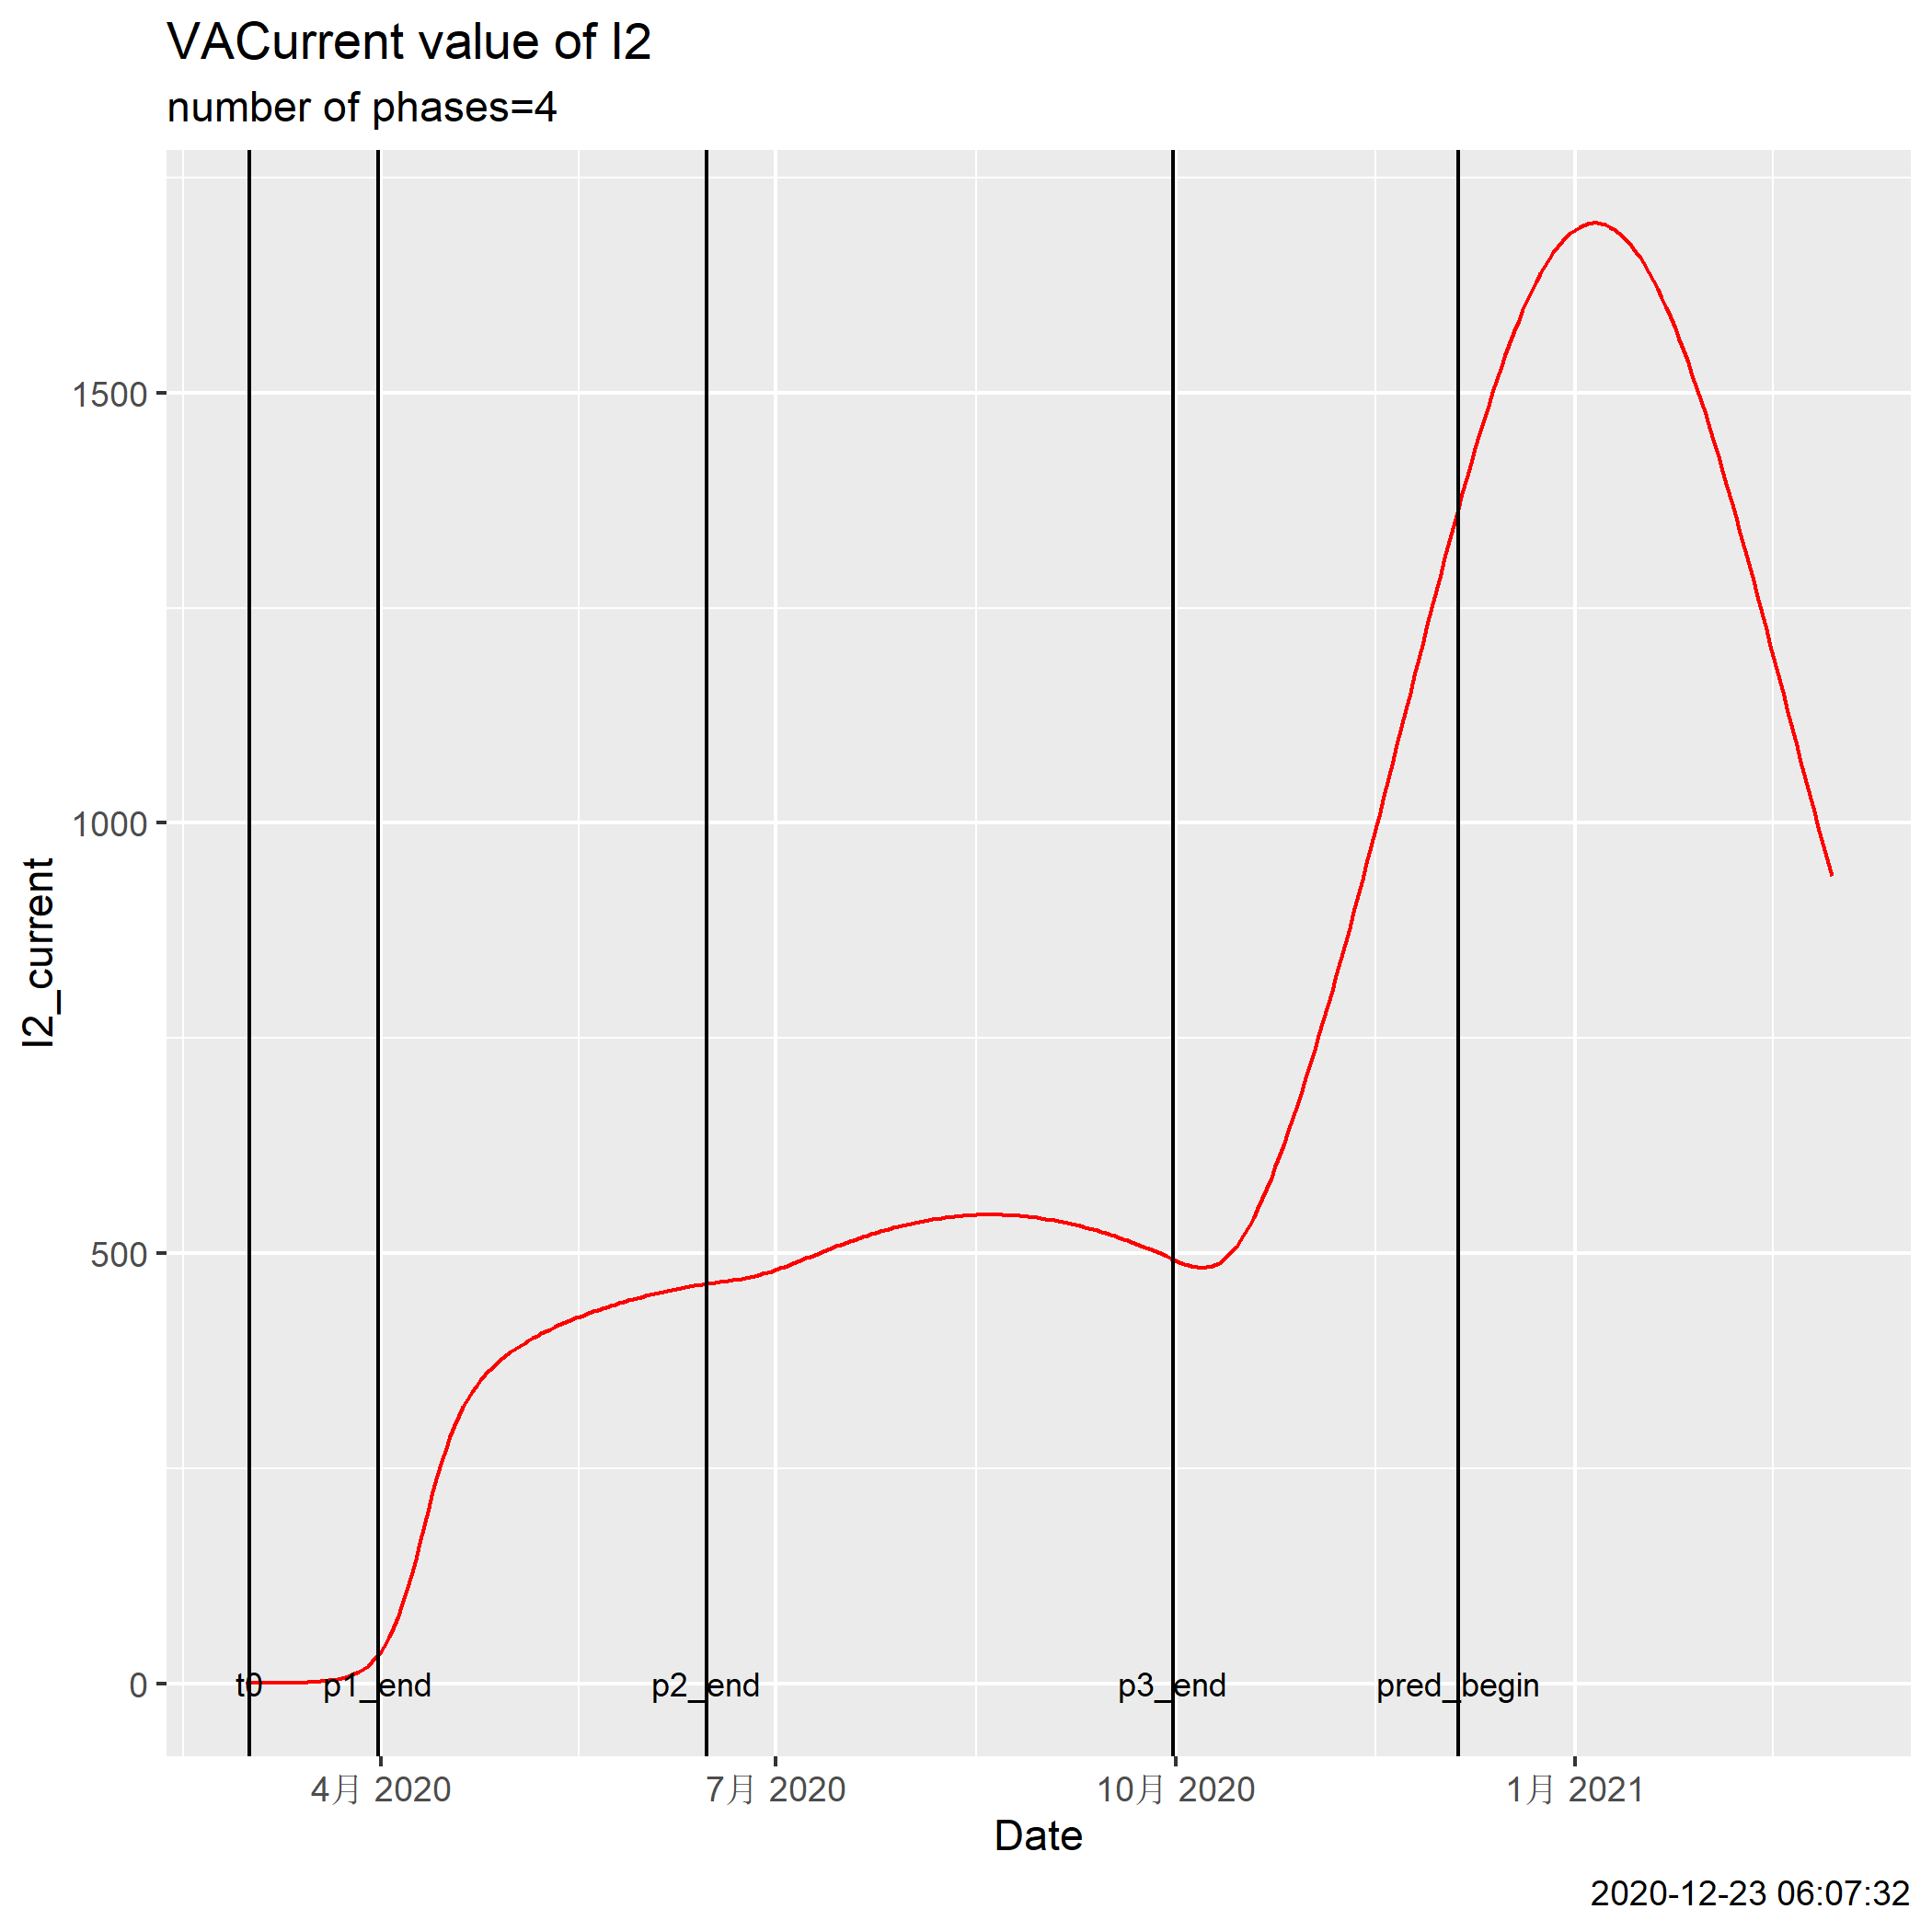 VACurrent value of I2
number of phases=4
I2_current
1500
1000
500
0
t0 p1_end p2_end p3_end pred_begin
4月 2020 7月 2020 10月 2020 1月 2021
Date
2020-12-23 06:07:32